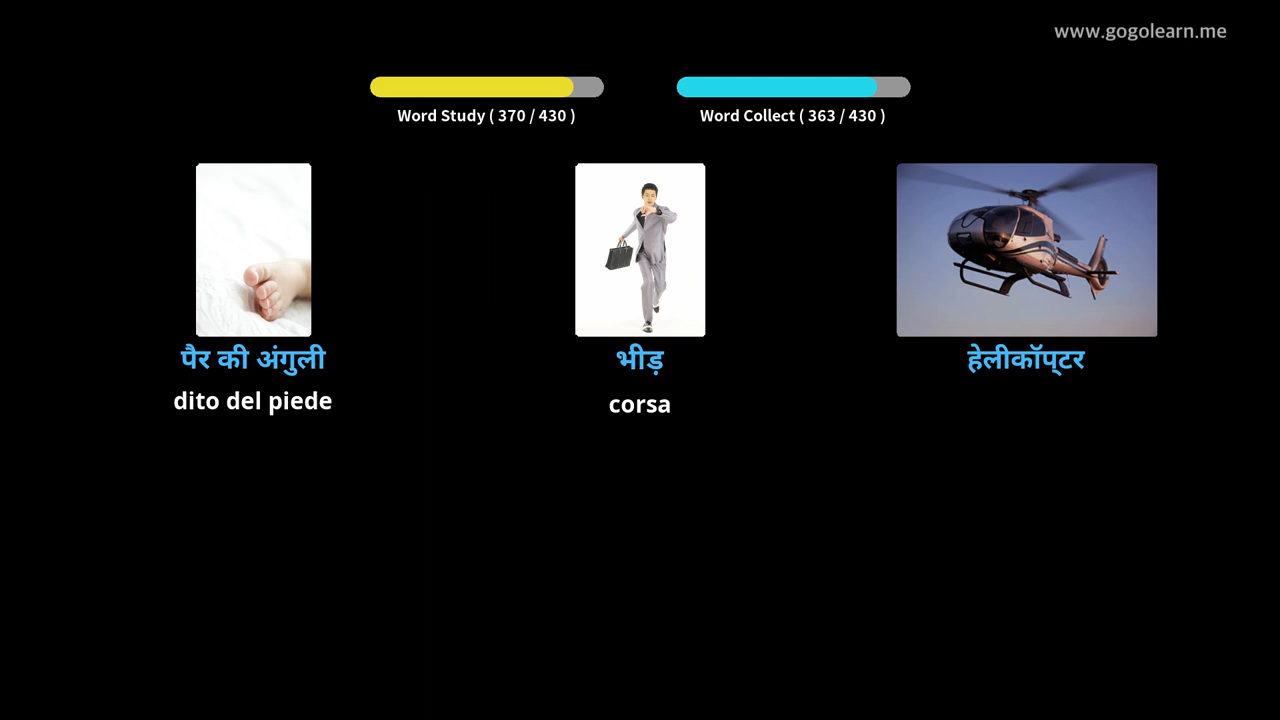 www.gogolearn.me
Word Study ( 370 / 430 )
Word Collect ( 363 / 430 )
पैर की अंगुली
भीड़
हेलीकॉप्टर
dito del piede
corsa